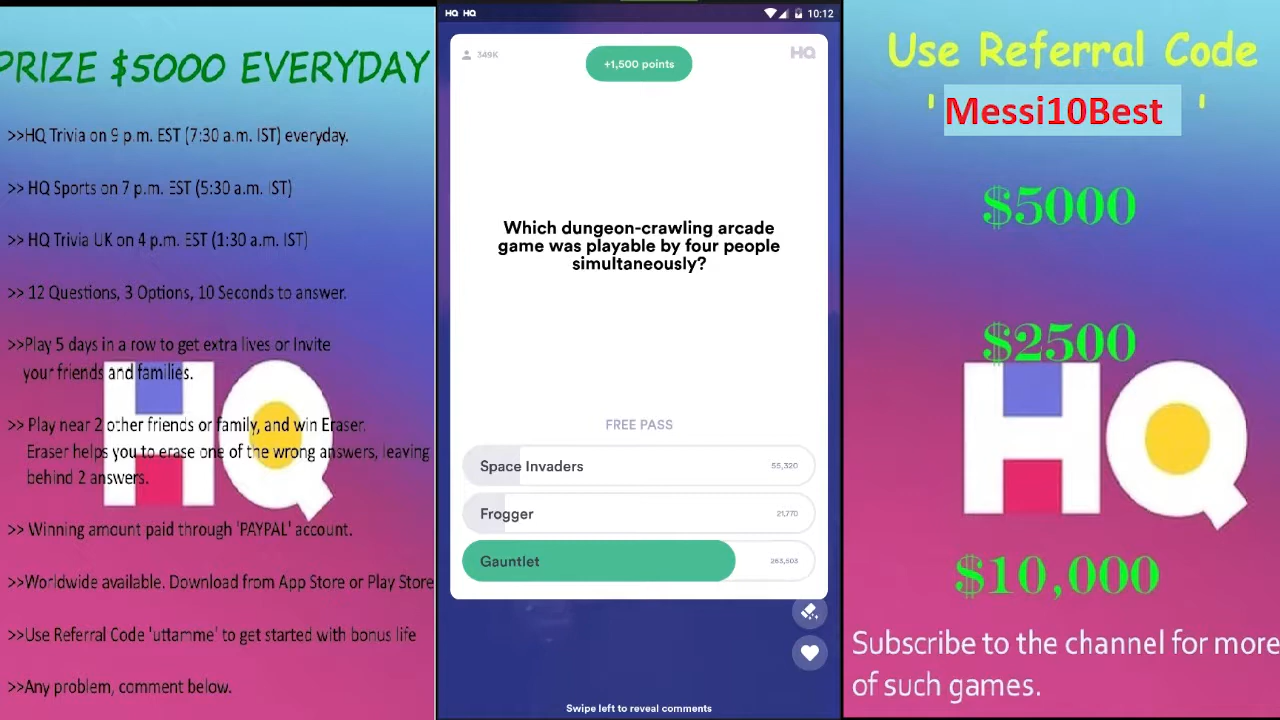 PRIZE $5000 EVERYDAY
>>HQ Trivia on 9 p.m. EST (7:30 a.m. IST) everyday.
>> HQ Sports on 7 p.m. EST (5:30 a.m. IST)
>> HQ Trivia UK on 4 p.m. EST (1:30 a.m. IST)
>> 12 Questions, 3 Options, 10 Seconds to answer.
>>Play 5 days in a row to get extra lives or Invite
your friends and families.
>> Play near 2 other friends or family, and win Eraser.
Eraser helps you to erase one of the wrong answers, leaving
behind 2 answers.
>> Winning amount paid through 'PAYPAL' account.
>>Worldwide available. Download from App Store or Play Store
>>Use Referral Code 'uttamme' to get started with bonus life
>>Any problem, comment below.
HQ
HQ HQ
10:12
349K
+1,500 points
HQ
Which dungeon-crawling arcade
game was playable by four people
simultaneously?
FREE PASS
Space Invaders 55,320
Frogger 21,770
Gauntlet
Swipe left to reveal comments
Use Referral Code
' Messi10Best '
$5000
$2500
HQ
$10,000
Subscribe to the channel for more
of such games.